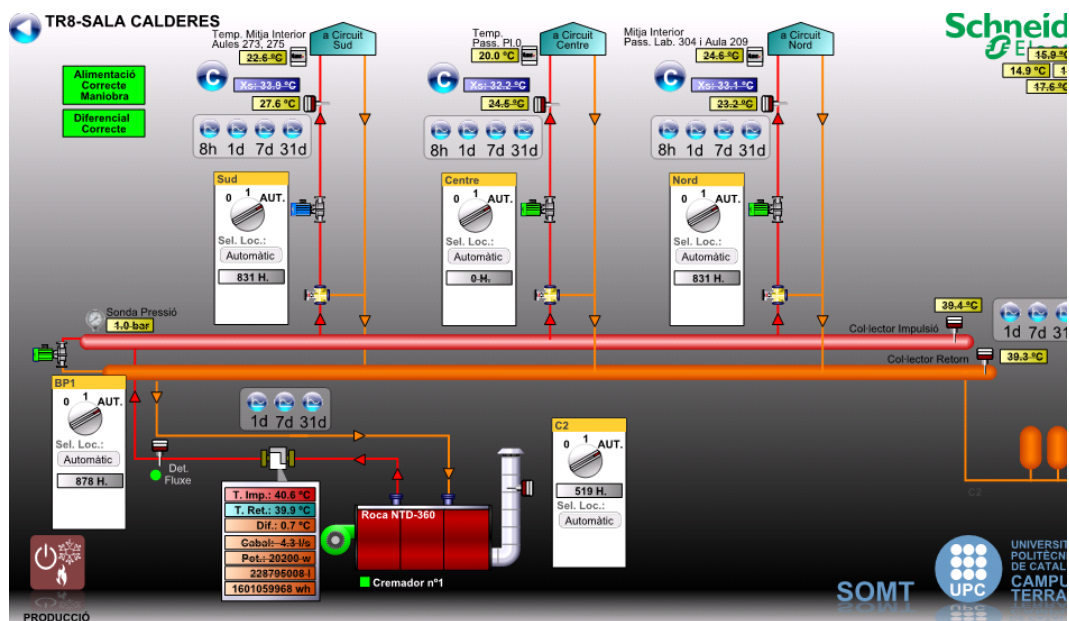 TR8-SALA CALDERES
Schneid
Elec
Alimentació
Correcte
Maniobra
Diferencial
Correcte
Temp. Mitja Interior
Aules 273, 275
22.6 ºC
a Circuit
Sud
C
Xs: 33.9 ºC
27.6 ºC
8h 1d 7d 31d
Temp.
Pass. Pl.0
20.0 ºC
a Circuit
Centre
C
Xs: 32.2 ºC
24.5 ºC
8h 1d 7d 31d
Mitja Interior
Pass. Lab. 304 i Aula 209
24.6 ºC
a Circuit
Nord
C
Xs: 33.1 ºC
23.2 ºC
8h 1d 7d 31d
15.9 ºC
14.9 ºC 1
17.6 ºC
Sud
0 1 AUT.
Sel. Loc.:
Automàtic
831 H.
Centre
0 1 AUT.
Sel. Loc.:
Automàtic
0 H.
Nord
0 1 AUT.
Sel. Loc.:
Automàtic
831 H.
Sonda Pressió
1.0 bar
39.4 ºC
Col·lector Impulsió
1d 7d 31
Col·lector Retorn
39.3 ºC
BP1
0 1 AUT.
Sel. Loc.:
Automàtic
878 H.
Det.
Fluxe
1d 7d 31d
T. Imp.: 40.6 ºC
T. Ret.: 39.9 ºC
Dif.: 0.7 ºC
Cabal: 4.3 l/s
Pot.: 20200 w
228795008 l
1601059968 wh
Roca NTD-360
Cremador nº1
C2
0 1 AUT.
519 H.
Sel. Loc.:
Automàtic
C2
PRODUCCIÓ
SOMT
UPC
UNIVERSIT
POLITÈCNI
DE CATAL
CAMPU
TERRA